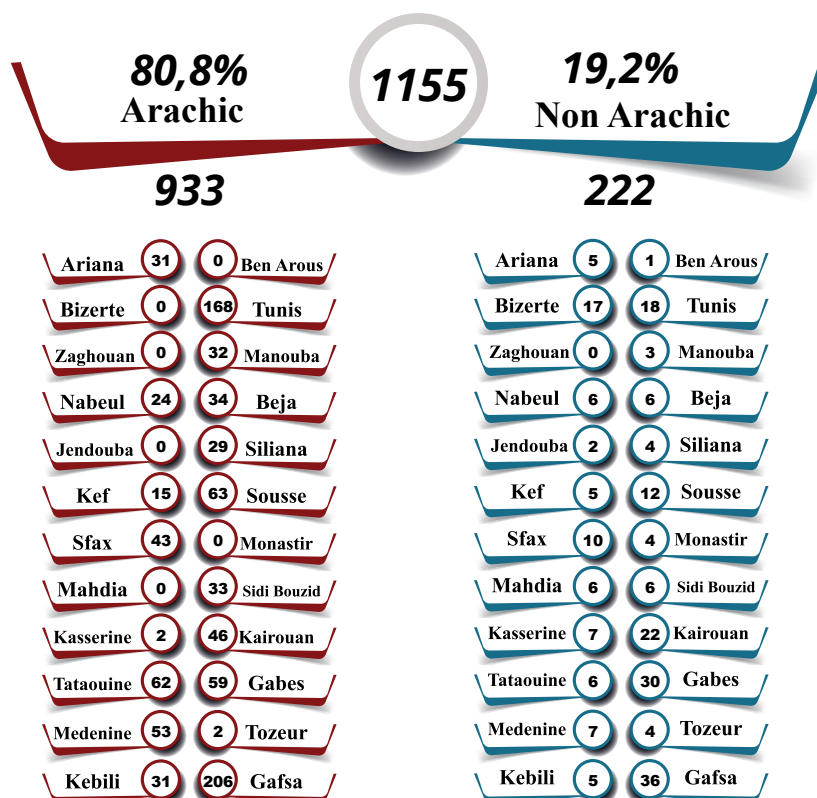 80,8%
Arachic
1155
19,2%
Non Arachic
933
222
Ariana 31 0 Ben Arous
Bizerte 0 168 Tunis
Zaghouan 0 32 Manouba
Nabeul 24 34 Beja
Jendouba 0 29 Siliana
Kef 15 63 Sousse
Sfax 43 0 Monastir
Mahdia 0 33 Sidi Bouzid
Kasserine 2 46 Kairouan
Tataouine 62 59 Gabes
Medenine 53 2 Tozeur
Kebili 31 206 Gafsa
Ariana 5 1 Ben Arous
Bizerte 17 18 Tunis
Zaghouan 0 3 Manouba
Nabeul 6 6 Beja
Jendouba 2 4 Siliana
Kef 5 12 Sousse
Sfax 10 4 Monastir
Mahdia 6 6 Sidi Bouzid
Kasserine 7 22 Kairouan
Tataouine 6 30 Gabes
Medenine 7 4 Tozeur
Kebili 5 36 Gafsa